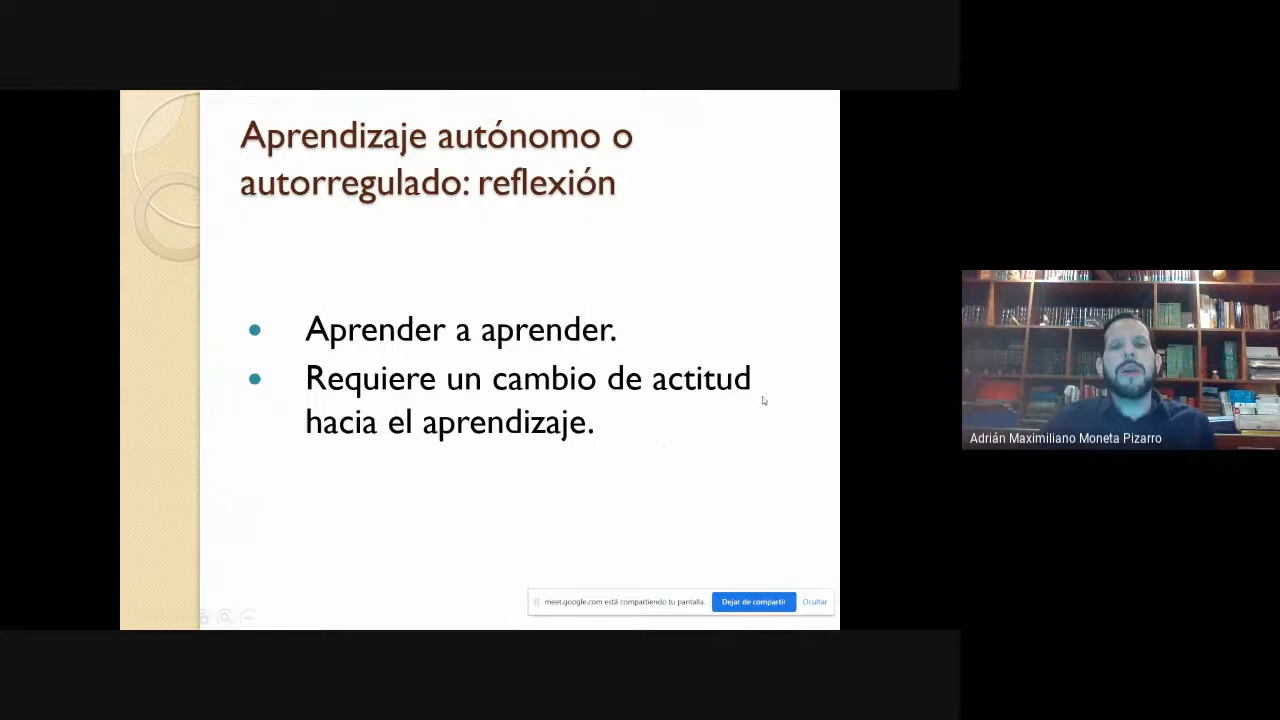 Aprendizaje autónomo o
autorregulado: reflexión
Aprender a aprender.
Requiere un cambio de actitud
hacia el aprendizaje.
meet.google.com está compartiendo tu pantalla.
Dejar de compartir
Ocultar
Adrián Maximiliano Moneta Pizarro